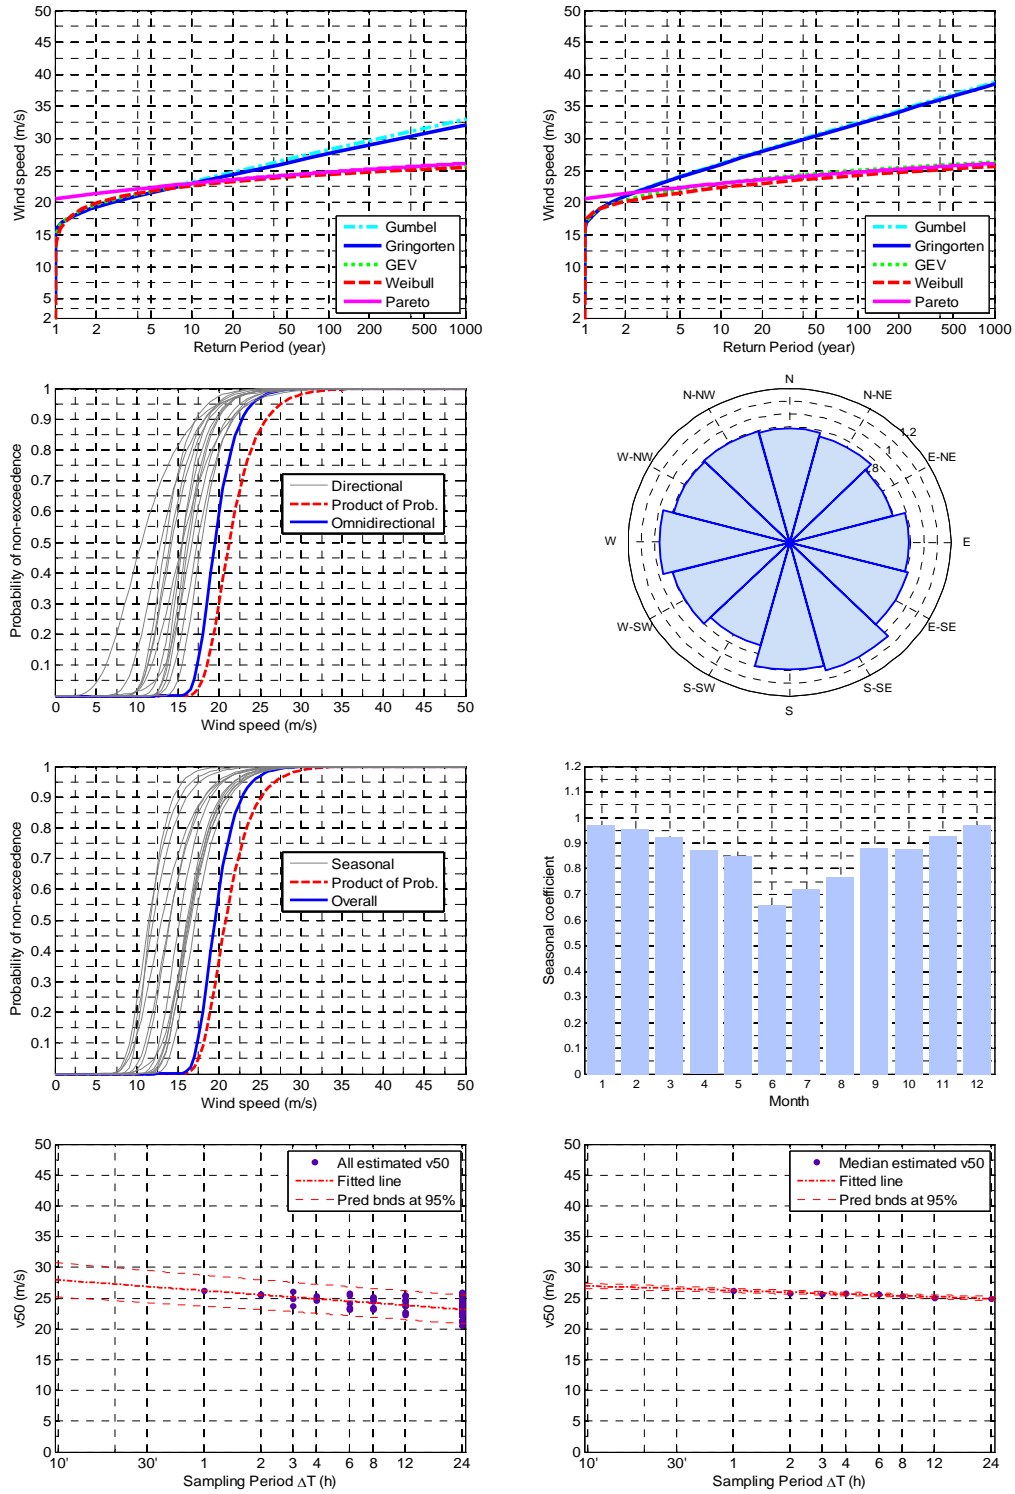 50
45
40
35
30
25
20
15
10
5
2
Wind speed (m/s)
Gumbel
Gringorten
GEV
Weibull
Pareto
1 2 5 10 20 50 100 200 500 1000
Return Period (year)
50
45
40
35
30
25
20
15
10
5
2
Wind speed (m/s)
Gumbel
Gringorten
GEV
Weibull
Pareto
1 2 5 10 20 50 100 200 500 1000
Return Period (year)
1
0.9
0.8
0.7
0.6
0.5
0.4
0.3
0.2
0.1
Probability of non-exceedence
Directional
Product of Prob.
Omnidirectional
0 5 10 15 20 25 30 35 40 45 50
Wind speed (m/s)
N
N-NW N-NE
1.2
W-NW 1 E-NE
.8
W E
W-SW E-SE
S-SW S-SE
S
1
0.9
0.8
0.7
0.6
0.5
0.4
0.3
0.2
0.1
Probability of non-exceedence
Seasonal
Product of Prob.
Overall
0 5 10 15 20 25 30 35 40 45 50
Wind speed (m/s)
1.2
1.1
1
0.9
0.8
0.7
0.6
0.5
0.4
0.3
0.2
0.1
0
Seasonal coefficient
1 2 3 4 5 6 7 8 9 10 11 12
Month
50
45
40
35
30
25
20
15
10
5
0
v50 (m/s)
All estimated v50
Fitted line
Pred bnds at 95%
10' 30' 1 2 3 4 6 8 12 24
Sampling Period ΔT (h)
50
45
40
35
30
25
20
15
10
5
0
v50 (m/s)
Median estimated v50
Fitted line
Pred bnds at 95%
10' 30' 1 2 3 4 6 8 12 24
Sampling Period ΔT (h)